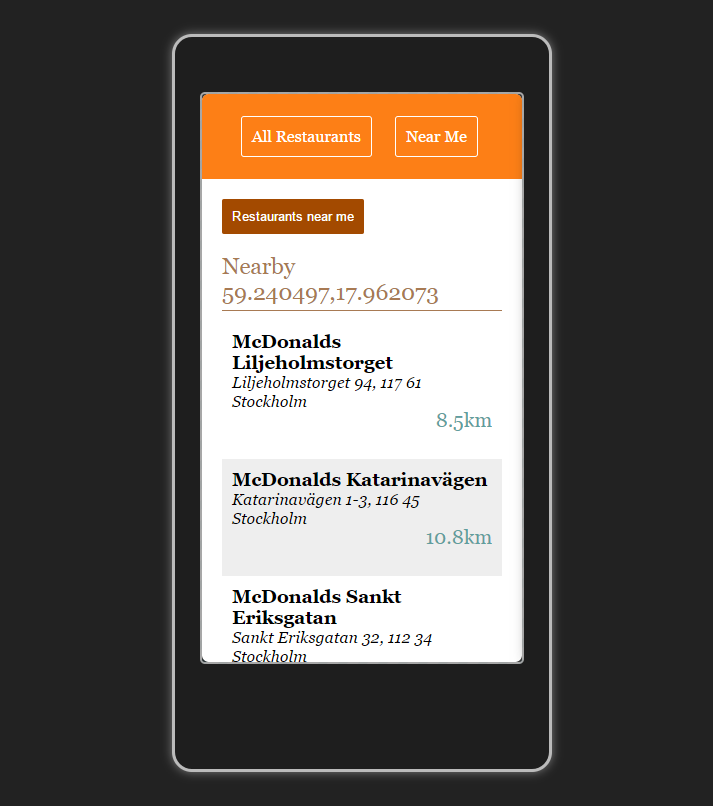 All Restaurants Near Me
Restaurants near me
Nearby
59.240497,17.962073
McDonalds
Liljeholmstorget
Liljeholmstorget 94, 117 61
Stockholm
8.5km
McDonalds Katarinavägen
Katarinavägen 1-3, 116 45
Stockholm
10.8km
McDonalds Sankt
Eriksgatan
Sankt Eriksgatan 32, 112 34
Stockholm